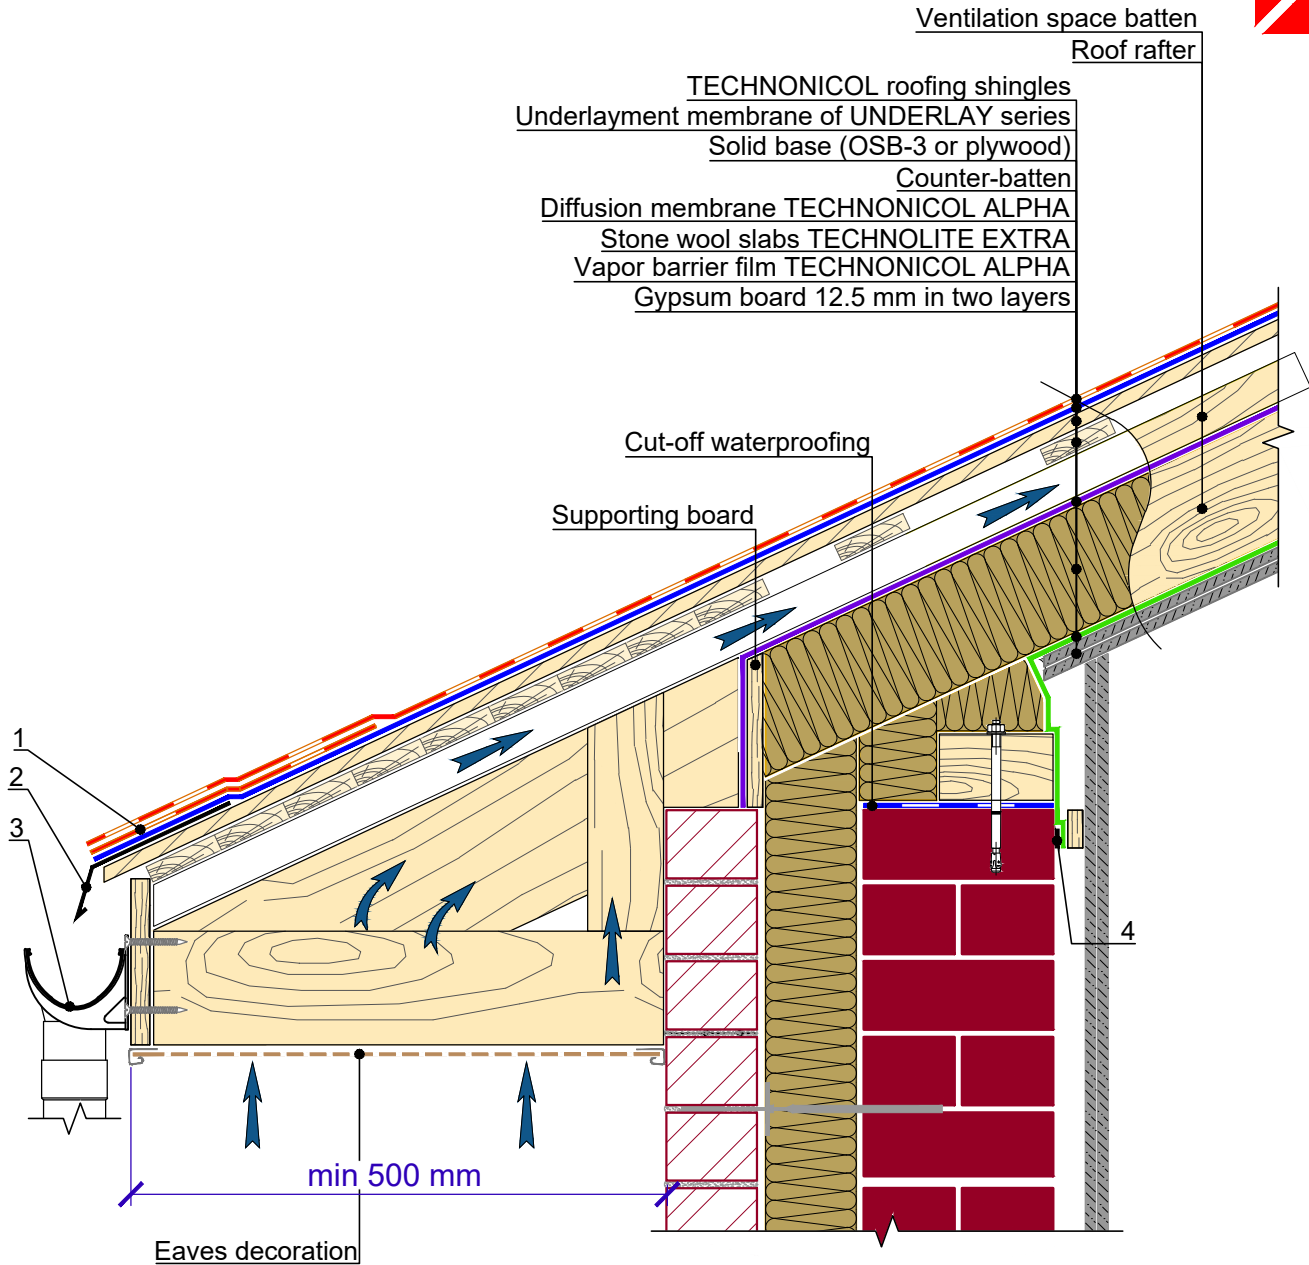 Ventilation space batten
Roof rafter
TECHNONICOL roofing shingles
Underlayment membrane of UNDERLAY series
Solid base (OSB-3 or plywood)
Counter-batten
Diffusion membrane TECHNONICOL ALPHA
Stone wool slabs TECHNOLITE EXTRA
Vapor barrier film TECHNONICOL ALPHA
Gypsum board 12.5 mm in two layers
Cut-off waterproofing
Supporting board
1
2
3
4
min 500 mm
Eaves decoration